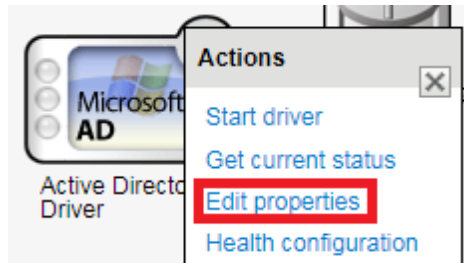 Microsoft
AD
Active Directo
Driver
Actions
Start driver
Get current status
Edit properties
Health configuration